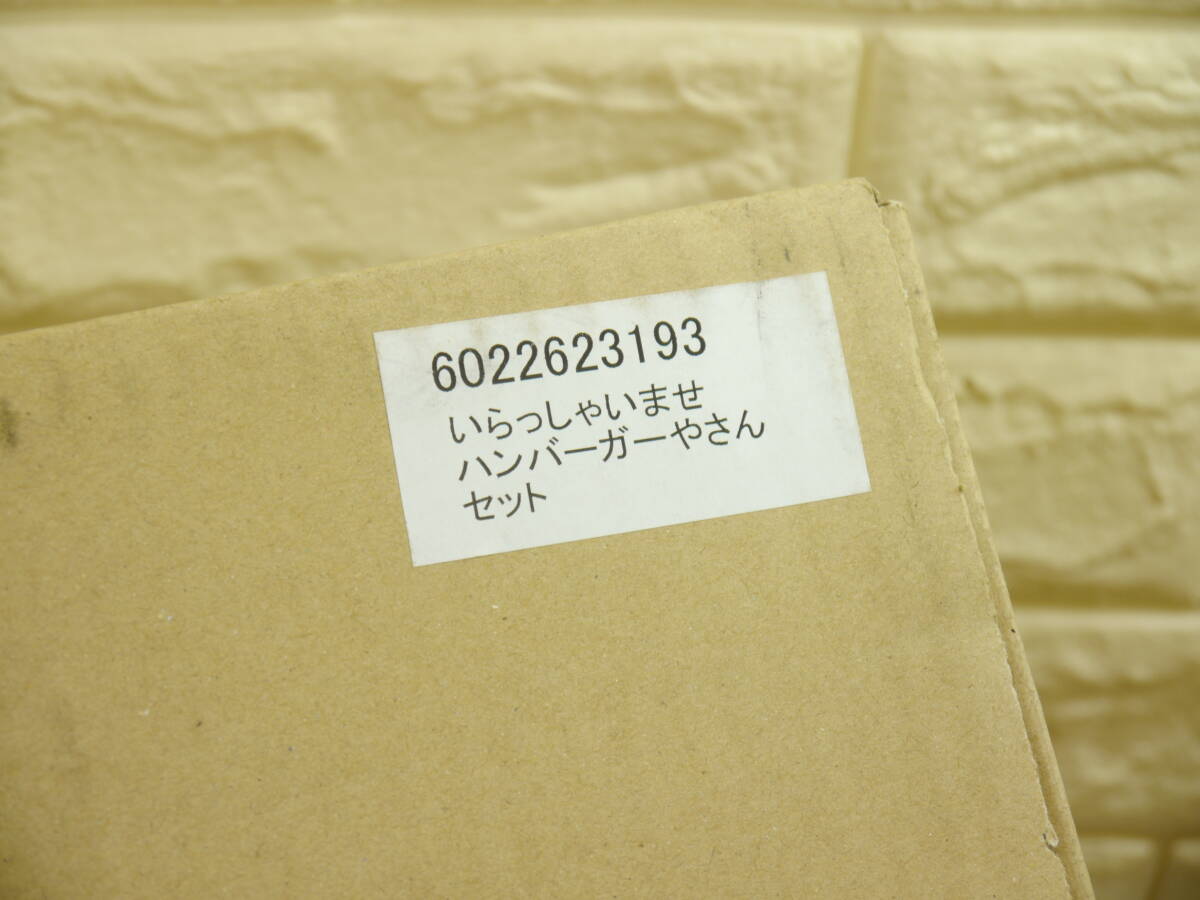 6022623193
いらっしゃいませ
ハンバーガーやさん
セット